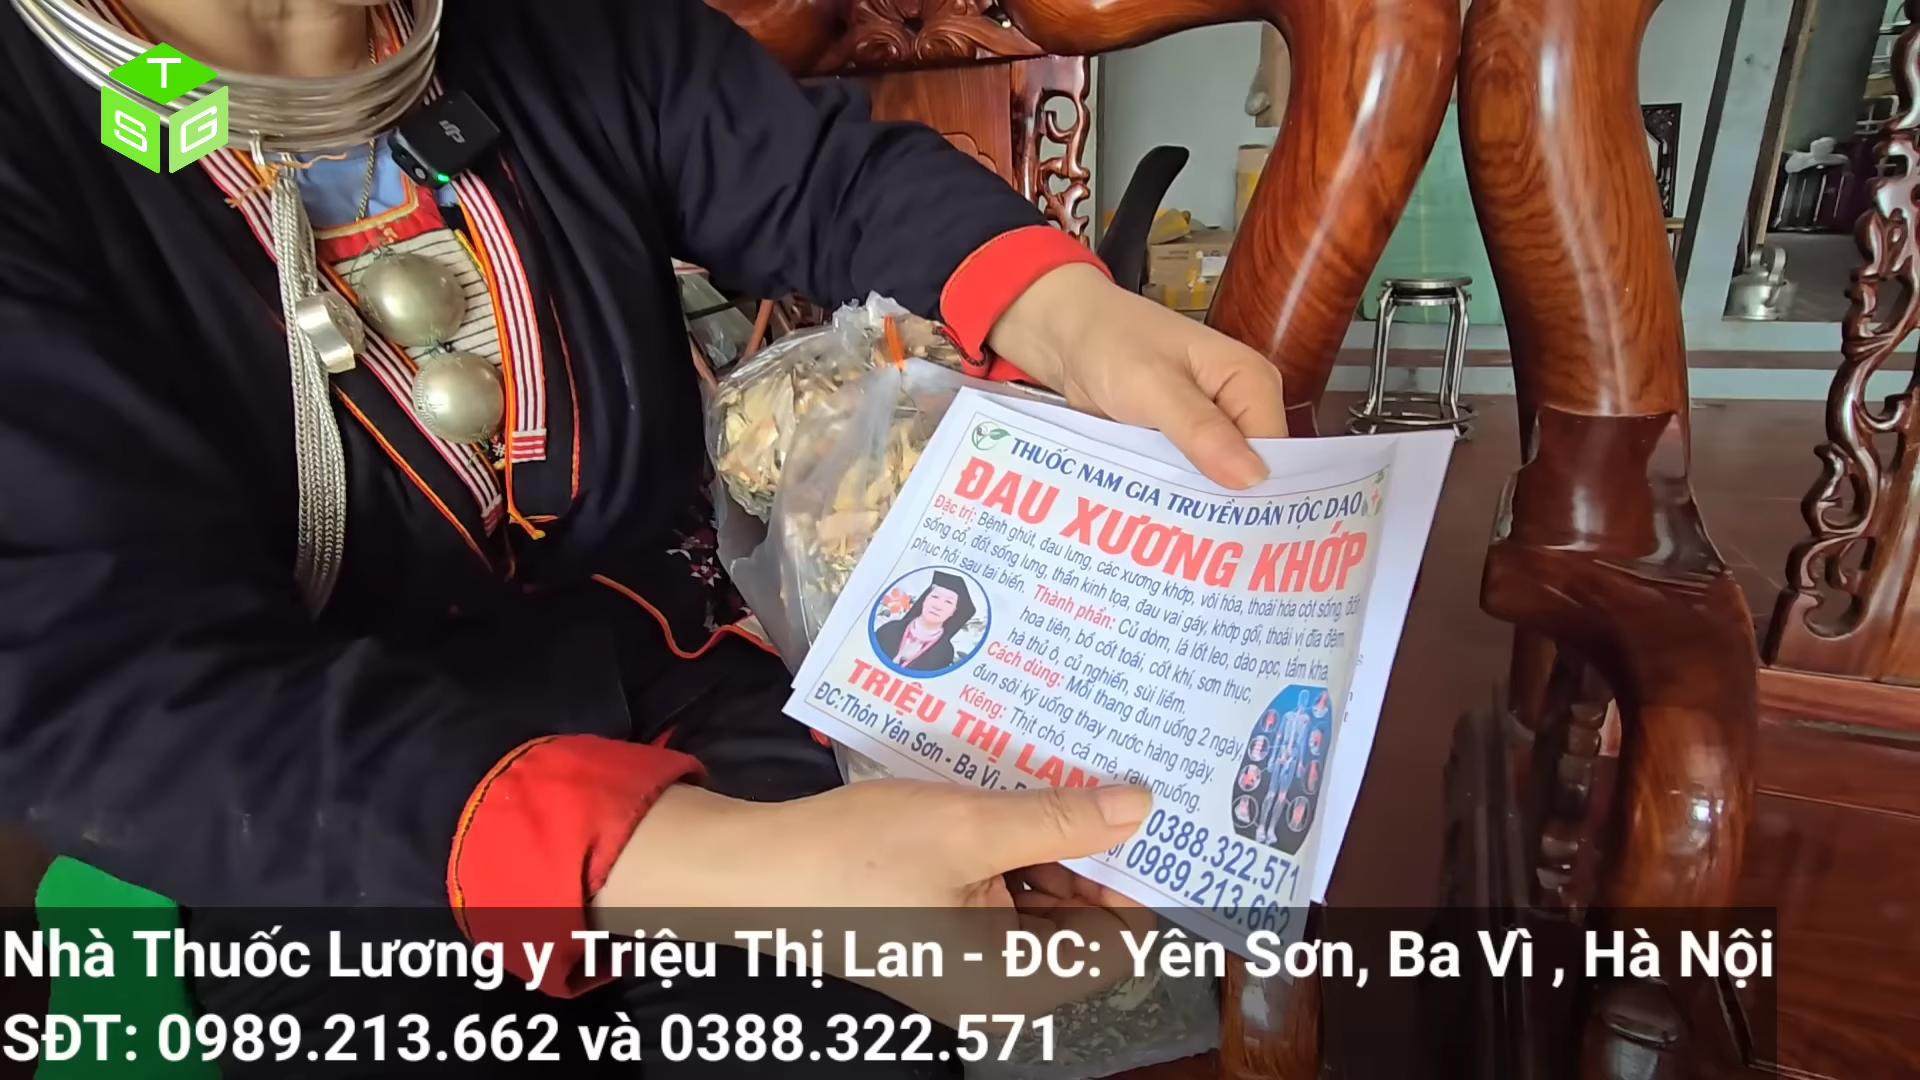 T
S G
dji
THUỐC NAM GIA TRUYỀN DÂN TỘC DAO
ĐAU XƯƠNG KHỚP
Đặc trị: Bệnh ghút, đau lưng, các xương khớp, vôi hóa, thoái hóa cột sống, đốt
sống cổ, đốt sống lưng, thần kinh tọa, đau vai gáy, khớp gối, thoái vị đĩa đệm,
phục hồi sau tai biến.
Thành phần: Củ dòm, lá lốt leo, dào pọc, tầm kha,
hoa tiên, bổ cốt toái, cốt khí, sơn thục,
hà thủ ô, củ nghiến, sùi liềm.
Cách dùng: Mỗi thang đun uống 2 ngày,
đun sôi kỹ uống thay nước hàng ngày.
Kiêng: Thịt chó, cá mè, rau muống.
TRIỆU THỊ LAN
ĐC:Thôn Yên Sơn - Ba Vì -
0388.322.571
0989.213.662
Nhà Thuốc Lương y Triệu Thị Lan - ĐC: Yên Sơn, Ba Vì , Hà Nội
SĐT: 0989.213.662 và 0388.322.571